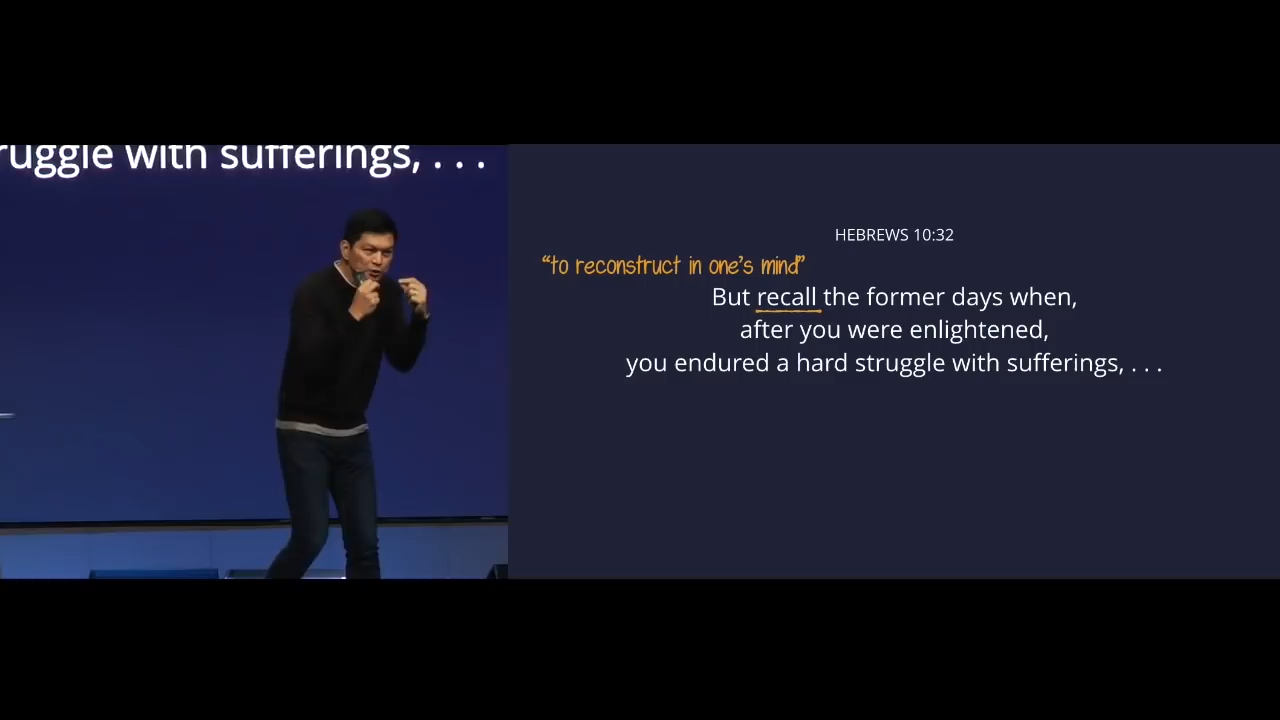 ruggle with sufferings, . . .
HEBREWS 10:32
“to reconstruct in one’s mind”
But recall the former days when,
after you were enlightened,
you endured a hard struggle with sufferings, . . .